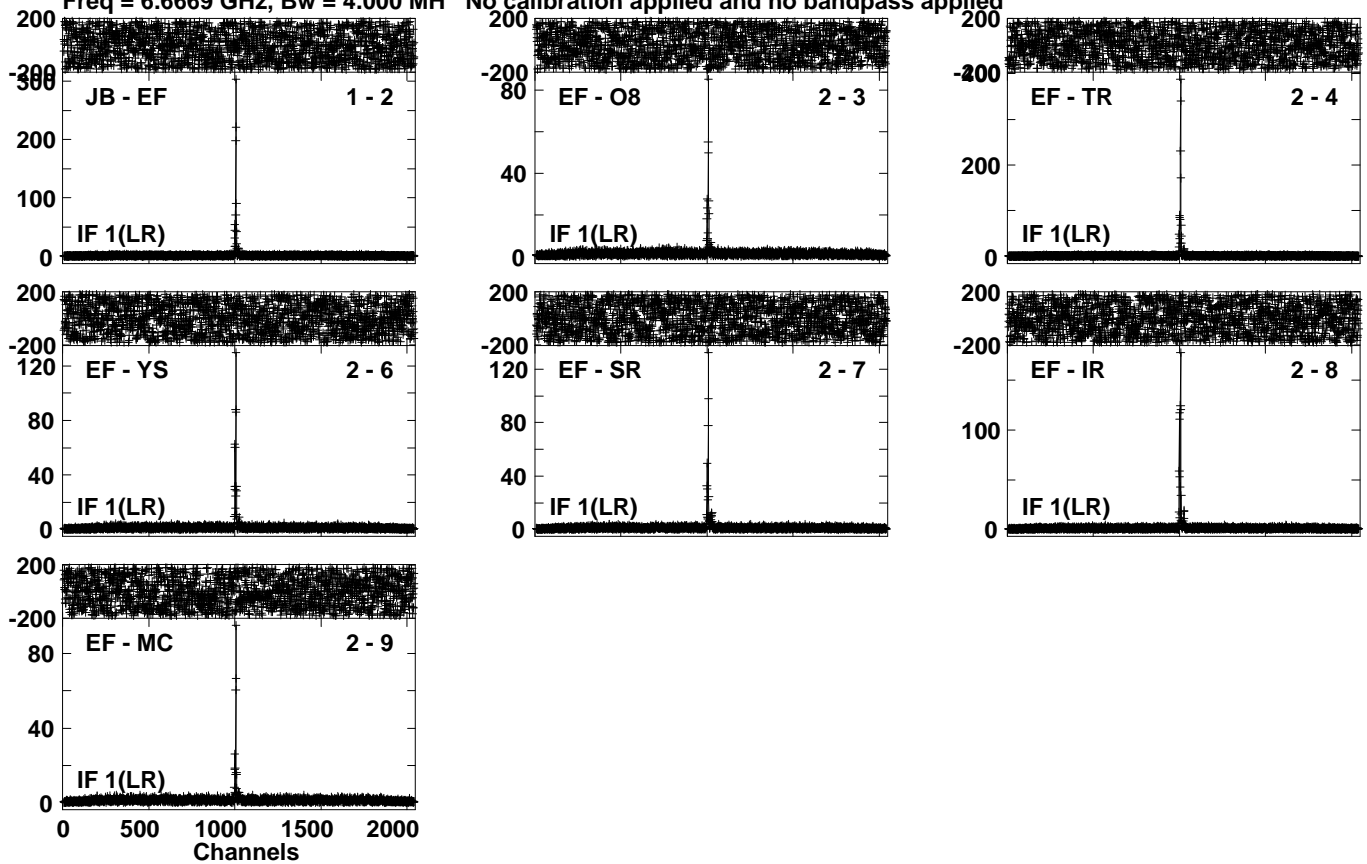 Freq = 6.6669 GHz, Bw = 4.000 MH No calibration applied and no bandpass applied
200
-200
300
200
100
0
JB - EF 1 - 2
IF 1(LR)
200
-200
80
40
0
EF - O8 2 - 3
IF 1(LR)
200
-200
400
200
0
EF - TR 2 - 4
IF 1(LR)
200
-200
120
80
40
0
EF - YS 2 - 6
IF 1(LR)
200
-200
120
80
40
0
EF - SR 2 - 7
IF 1(LR)
200
-200
100
0
EF - IR 2 - 8
IF 1(LR)
200
-200
80
40
0
EF - MC 2 - 9
IF 1(LR)
0 500 1000 1500 2000
Channels